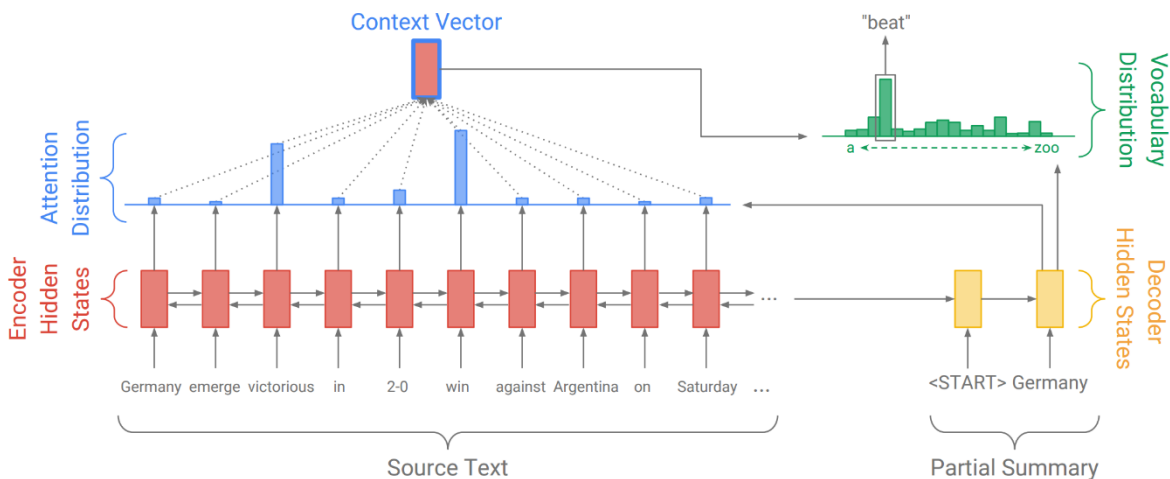 Context Vector
"beat"
Vocabulary
Distribution
a
zoo
Attention
Distribution
Encoder
Hidden
States
Decoder
Hidden States
...
Germany emerge victorious in 2-0 win against Argentina on Saturday ...
<START> Germany
Source Text
Partial Summary